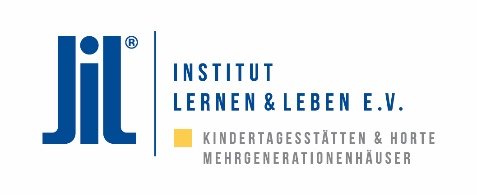 JiL®
INSTITUT
LERNEN & LEBEN E.V.
KINDERTAGESSTÄTTEN & HORTE
MEHRGENERATIONENHÄUSER